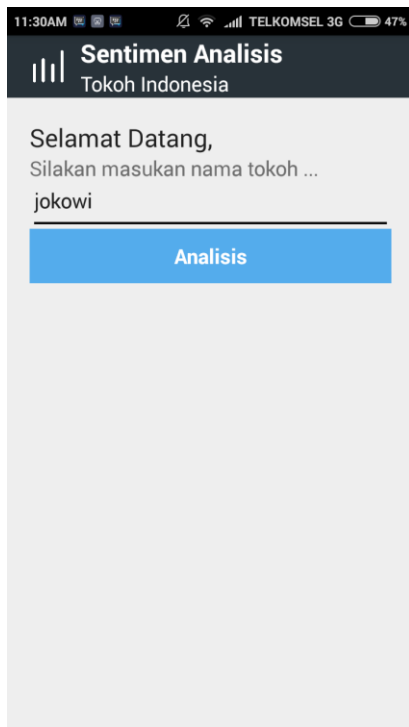 11:30AM TELKOMSEL 3G 47%
Sentimen Analisis
Tokoh Indonesia
Selamat Datang,
Silakan masukan nama tokoh ...
jokowi
Analisis